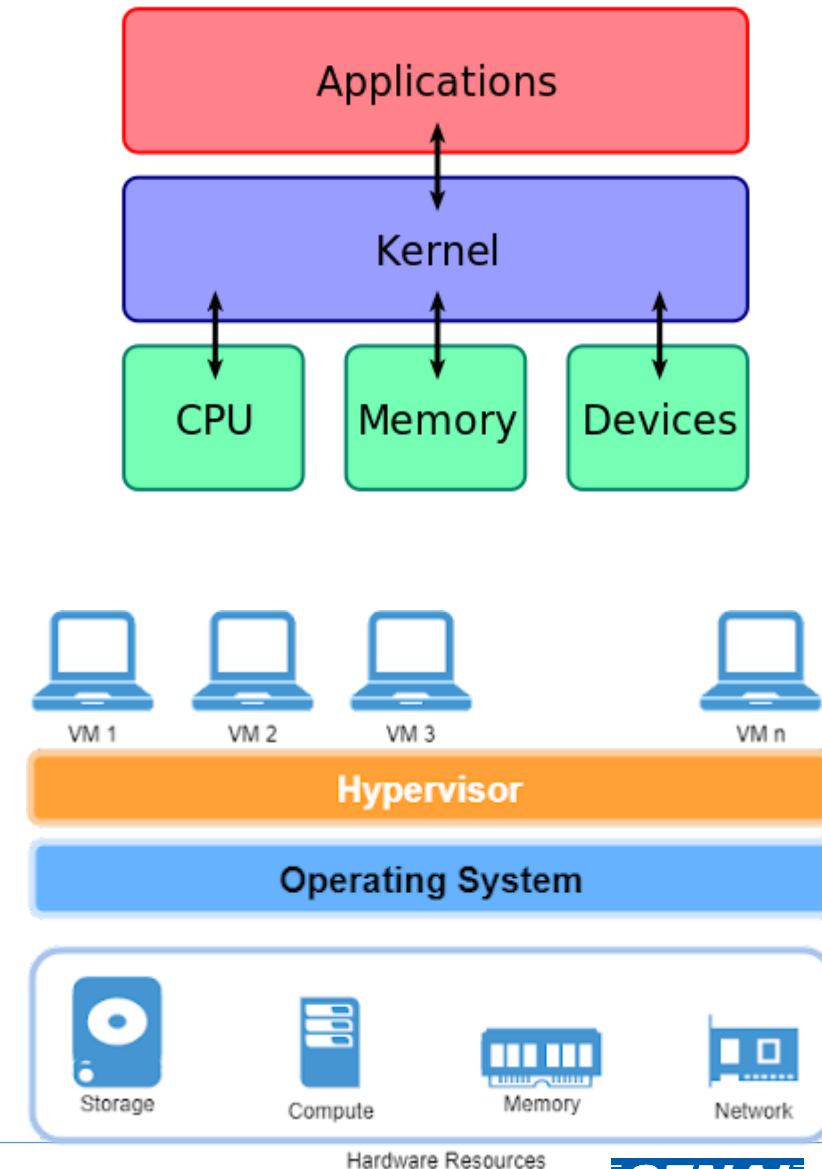 Applications
Kernel
CPU Memory Devices
VM 1 VM 2 VM 3 VM n
Hypervisor
Operating System
Storage Compute Memory Network
Hardware Resources